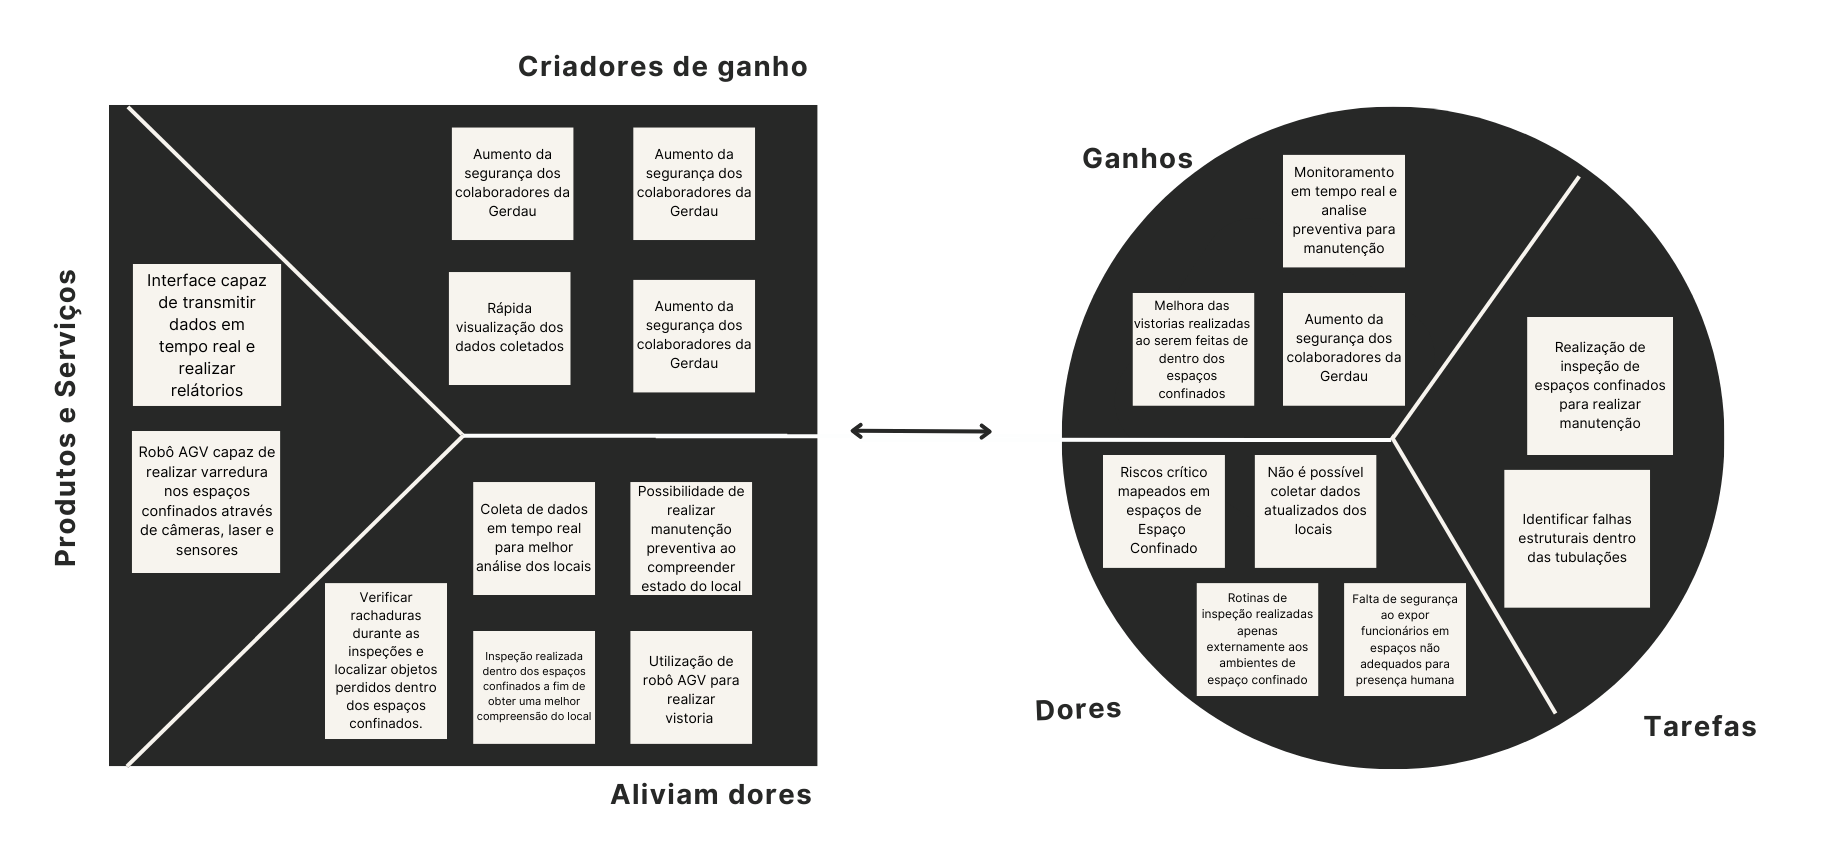 Criadores de ganho
Aumento da
segurança dos
colaboradores da
Gerdau
Aumento da
segurança dos
colaboradores da
Gerdau
Rápida
visualização dos
dados coletados
Aumento da
segurança dos
colaboradores da
Gerdau
Produtos e Serviços
Interface capaz
de transmitir
dados em
tempo real e
realizar
relátorios
Robô AGV capaz de
realizar varredura
nos espaços
confinados através
de câmeras, laser e
sensores
Coleta de dados
em tempo real
para melhor
análise dos locais
Possibilidade de
realizar
manutenção
preventiva ao
compreender
estado do local
Verificar
rachaduras
durante as
inspeções e
localizar objetos
perdidos dentro
dos espaços
confinados.
Inspeção realizada
dentro dos espaços
confinados a fim de
obter uma melhor
compreensão do local
Utilização de
robô AGV para
realizar
vistoria
Aliviam dores
Ganhos
Monitoramento
em tempo real e
analise
preventiva para
manutenção
Melhora das
vistorias realizadas
ao serem feitas de
dentro dos
espaços
confinados
Aumento da
segurança dos
colaboradores da
Gerdau
Realização de
inspeção de
espaços confinados
para realizar
manutenção
Identificar falhas
estruturais dentro
das tubulações
Riscos crítico
mapeados em
espaços de
Espaço
Confinado
Não é possível
coletar dados
atualizados dos
locais
Rotinas de
inspeção realizadas
apenas
externamente aos
ambientes de
espaço confinado
Falta de segurança
ao expor
funcionários em
espaços não
adequados para
presença humana
Dores
Tarefas